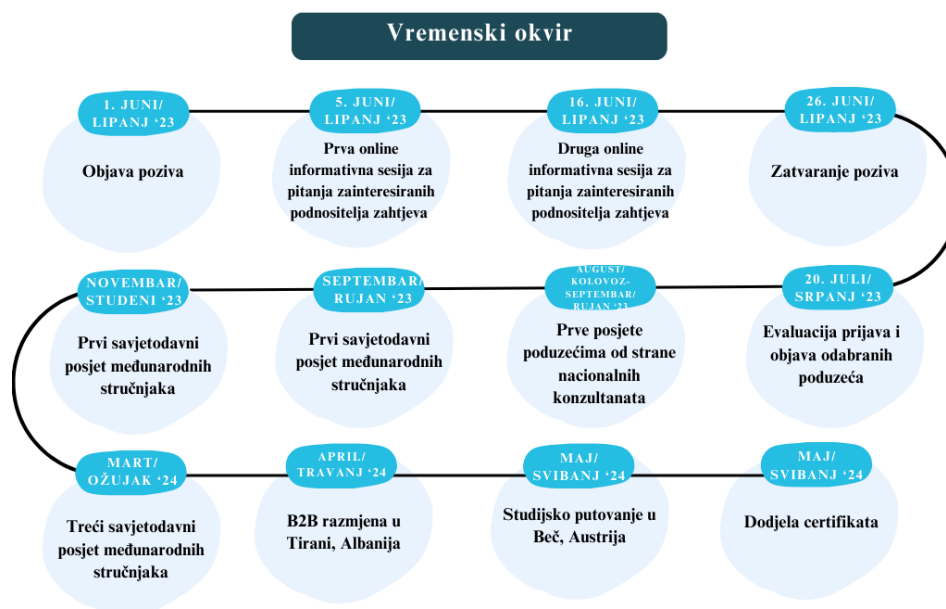 Vremenski okvir
1. JUNI/
LIPANJ ‘23
Objava poziva
5. JUNI/
LIPANJ ‘23
Prva online
informativna sesija za
pitanja zainteresiranih
podnositelja zahtjeva
16. JUNI/
LIPANJ ‘23
Druga online
informativna sesija za
pitanja zainteresiranih
podnositelja zahtjeva
26. JUNI/
LIPANJ ‘23
Zatvaranje poziva
20. JULI/
SRPANJ ‘23
Evaluacija prijava i
objava odabranih
poduzeća
AUGUST/
KOLOVOZ-
SEPTEMBAR/
RUJAN ‘23
Prve posjete
poduzećima od strane
nacionalnih
konzultanata
SEPTEMBAR/
RUJAN ‘23
Prvi savjetodavni
posjet međunarodnih
stručnjaka
NOVEMBAR/
STUDENI ‘23
Prvi savjetodavni
posjet međunarodnih
stručnjaka
MART/
OŽUJAK ‘24
Treći savjetodavni
posjet međunarodnih
stručnjaka
APRIL/
TRAVANJ ‘24
B2B razmjena u
Tirani, Albanija
MAJ/
SVIBANJ ‘24
Studijsko putovanje u
Beč, Austrija
MAJ/
SVIBANJ ‘24
Dodjela certifikata